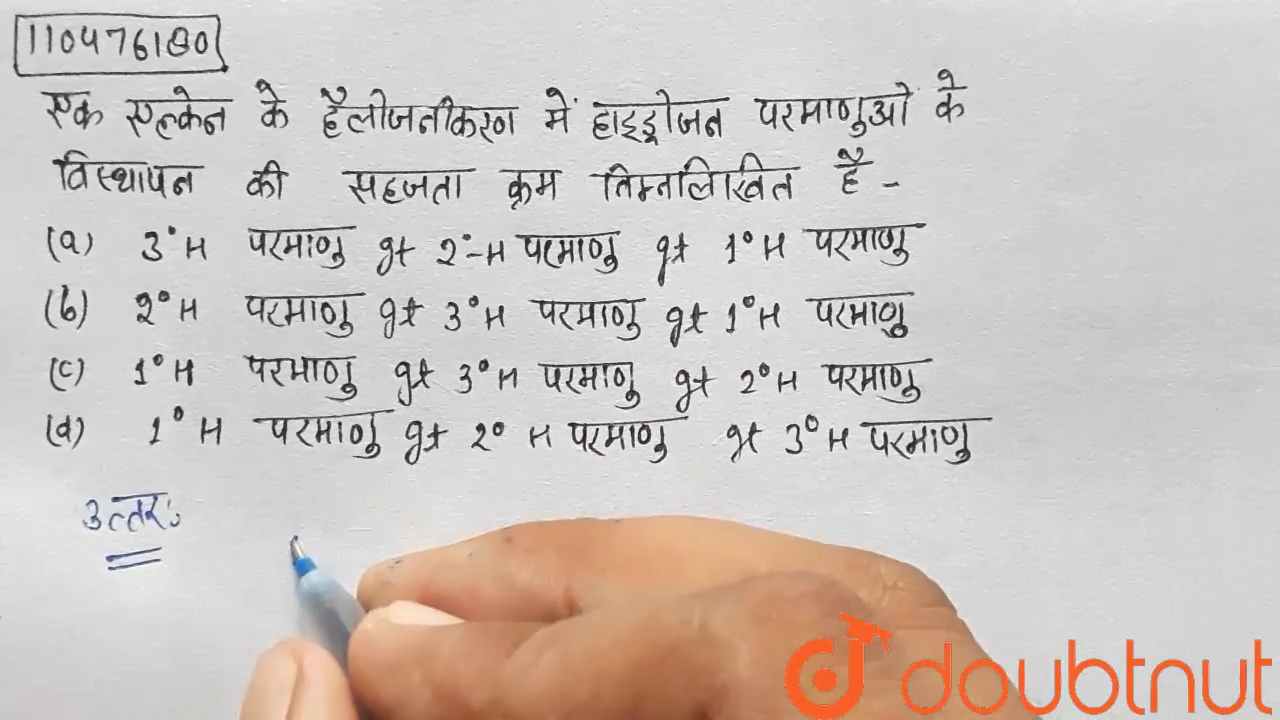 110476180
एक एल्केन के हैलोजनीकरण में हाइड्रोजन परमाणुओं के
विस्थापन की सहजता क्रम निम्नलिखित है -
(a) 3°H परमाणु gt 2°-H परमाणु gt 1°H परमाणु
(b) 2°H परमाणु gt 3°H परमाणु gt 1°H परमाणु
(c) 1°H परमाणु gt 3°H परमाणु gt 2°H परमाणु
(d) 1°H परमाणु gt 2°H परमाणु gt 3°H परमाणु
उत्तर:
doubtnut